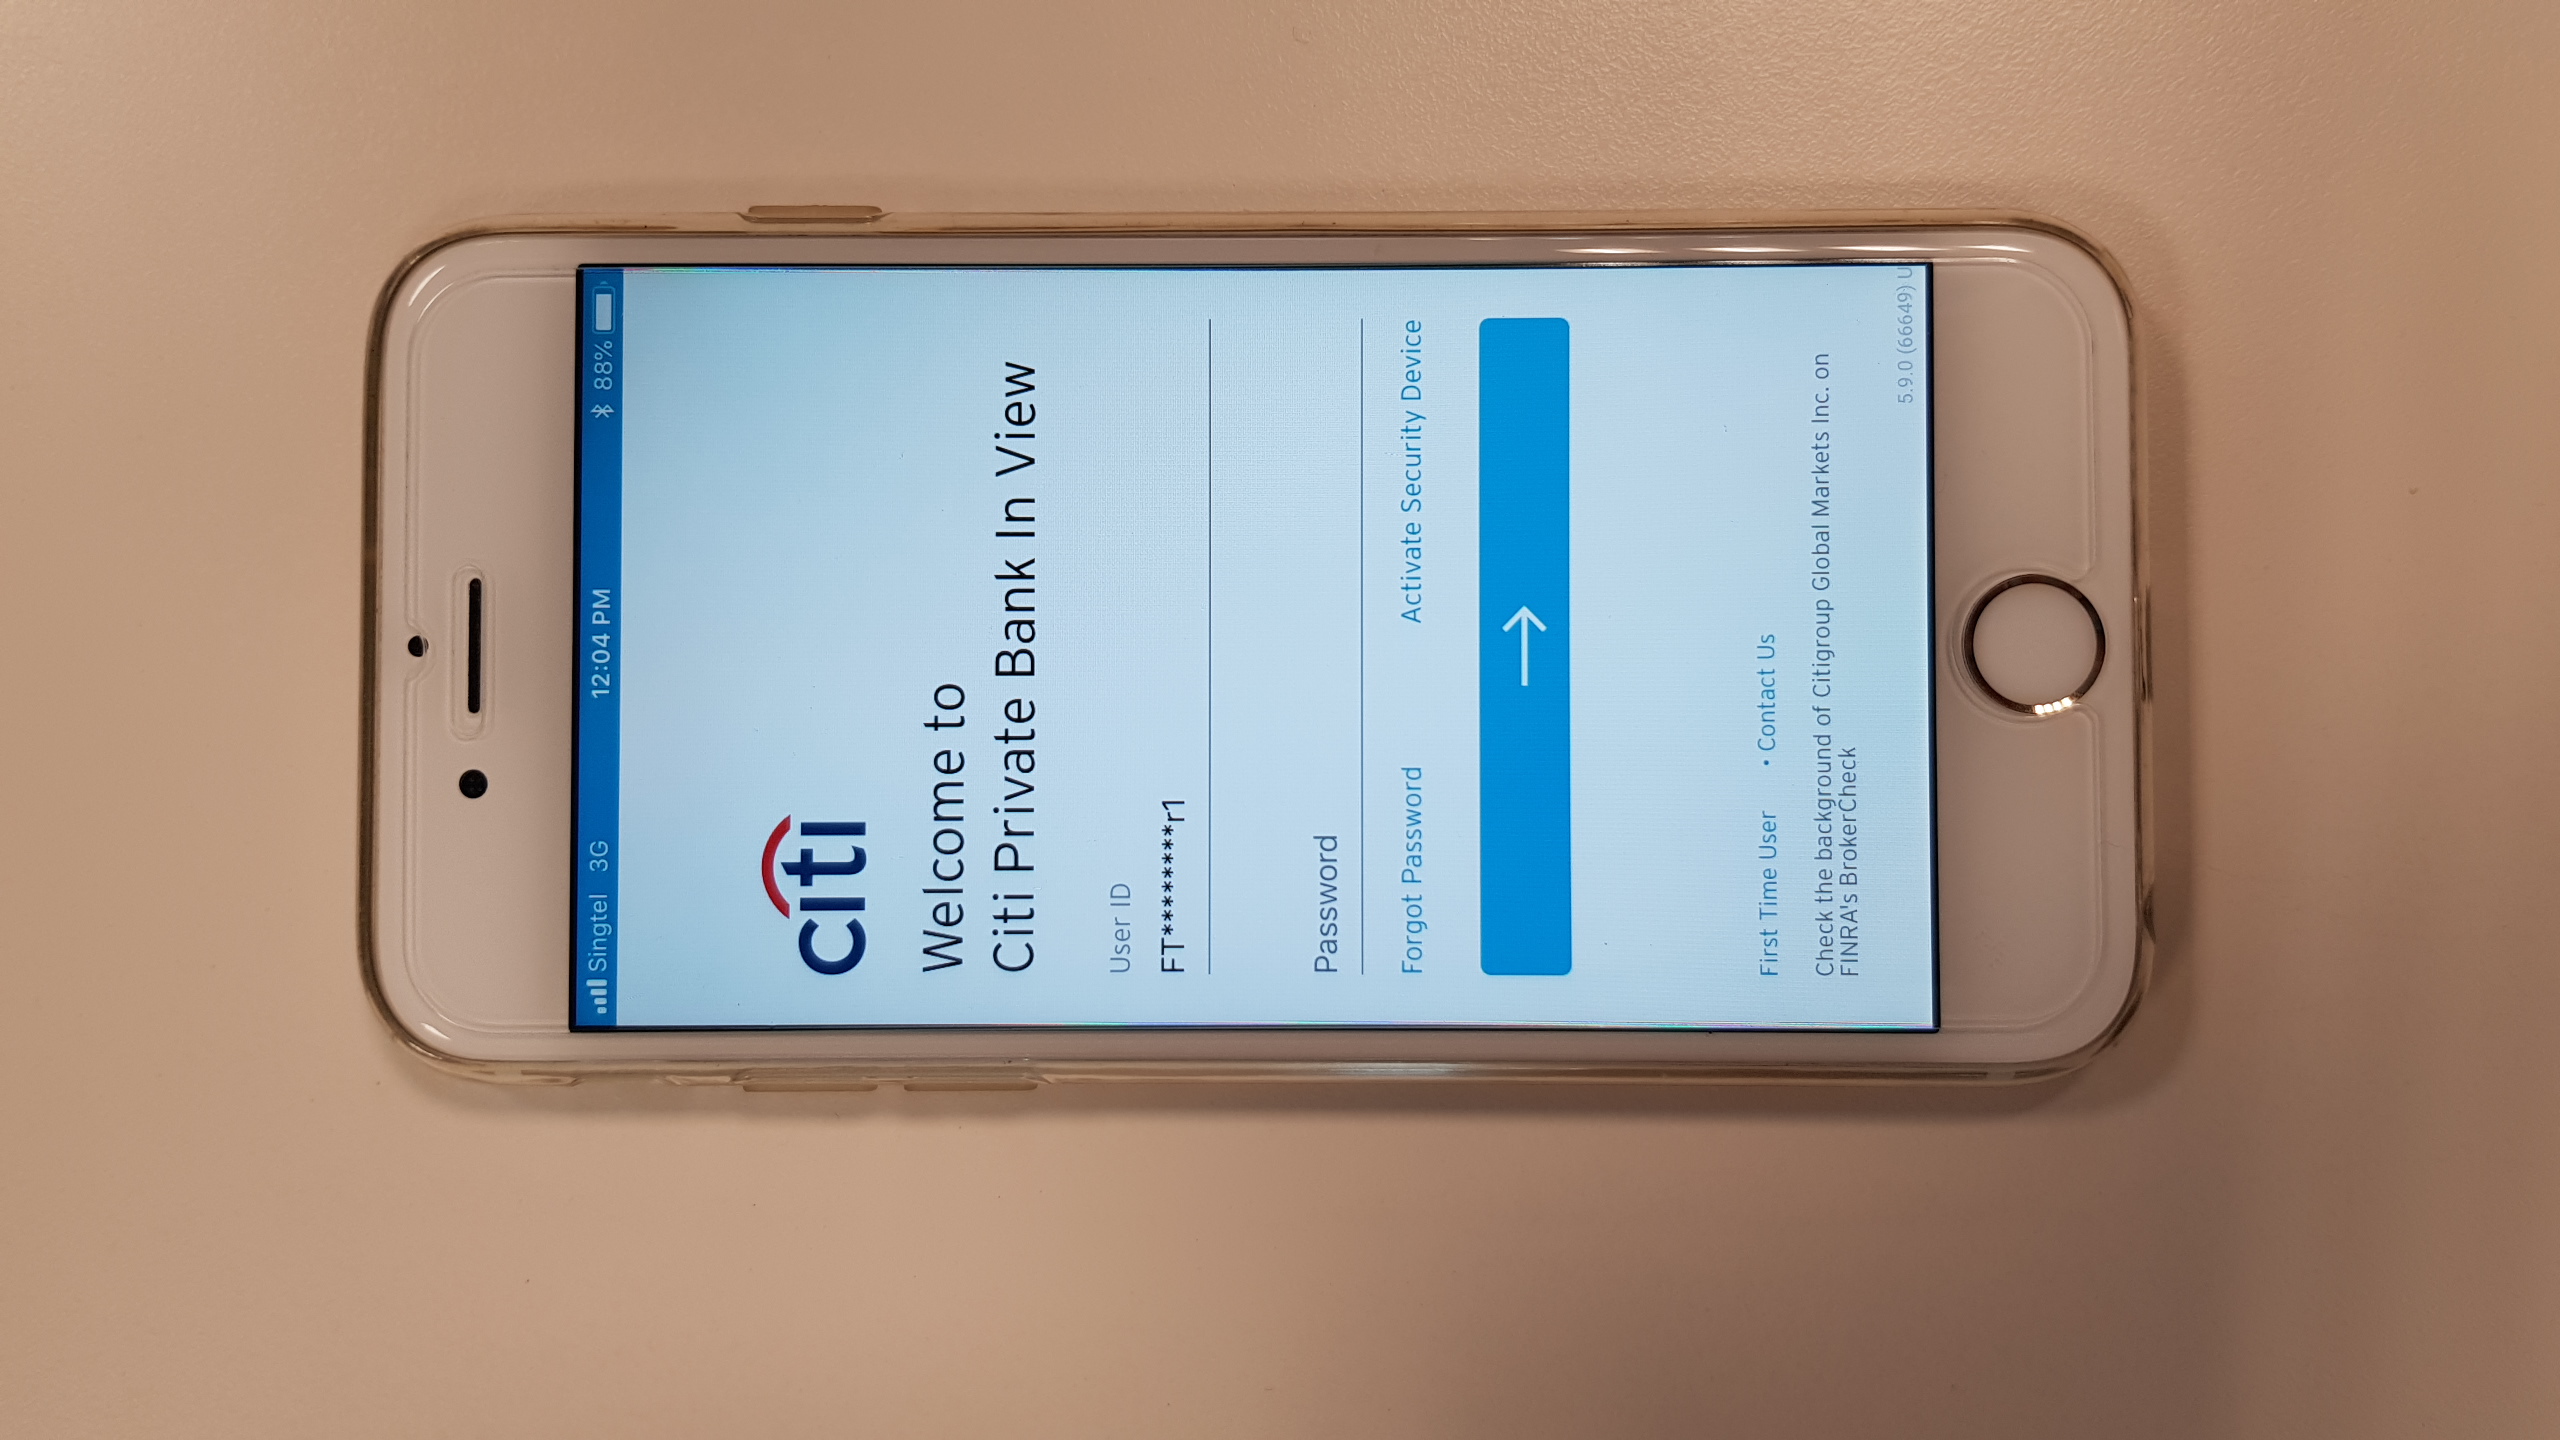 Singtel 3G 12:04 PM 88%
citi
Welcome to
Citi Private Bank In View
User ID
FT*********r1
Password
Forgot Password Activate Security Device
First Time User • Contact Us
Check the background of Citigroup Global Markets Inc. on
FINRA's BrokerCheck
5.9.0 (66649) U